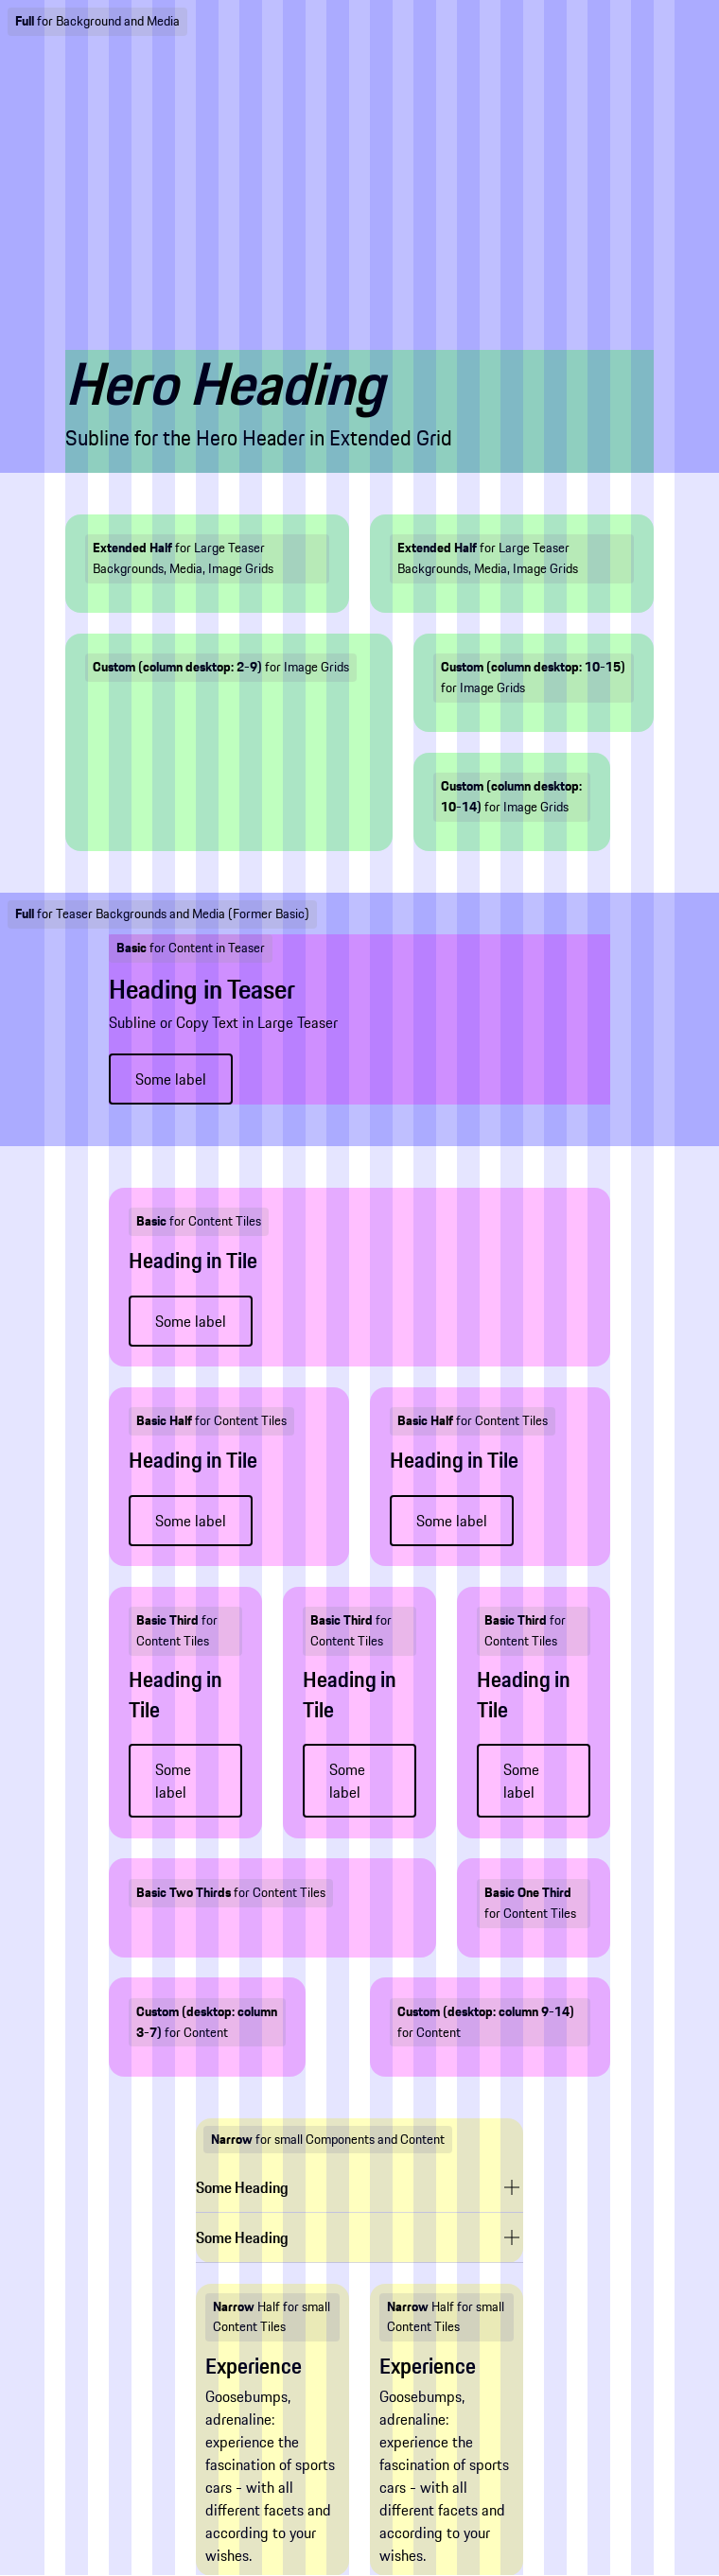 Full for Background and Media
Hero Heading
Subline for the Hero Header in Extended Grid
Extended Half for Large Teaser
Backgrounds, Media, Image Grids
Extended Half for Large Teaser
Backgrounds, Media, Image Grids
Custom (column desktop: 2-9) for Image Grids
Custom (column desktop: 10-15)
for Image Grids
Custom (column desktop:
10-14) for Image Grids
Full for Teaser Backgrounds and Media (Former Basic)
Basic for Content in Teaser
Heading in Teaser
Subline or Copy Text in Large Teaser
Some label
Basic for Content Tiles
Heading in Tile
Some label
Basic Half for Content Tiles
Heading in Tile
Some label
Basic Half for Content Tiles
Heading in Tile
Some label
Basic Third for
Content Tiles
Heading in
Tile
Some
label
Basic Third for
Content Tiles
Heading in
Tile
Some
label
Basic Third for
Content Tiles
Heading in
Tile
Some
label
Basic Two Thirds for Content Tiles
Basic One Third
for Content Tiles
Custom (desktop: column
3-7) for Content
Custom (desktop: column 9-14)
for Content
Narrow for small Components and Content
Some Heading
Some Heading
Narrow Half for small
Content Tiles
Experience
Goosebumps,
adrenaline:
experience the
fascination of sports
cars - with all
different facets and
according to your
wishes.
Narrow Half for small
Content Tiles
Experience
Goosebumps,
adrenaline:
experience the
fascination of sports
cars - with all
different facets and
according to your
wishes.